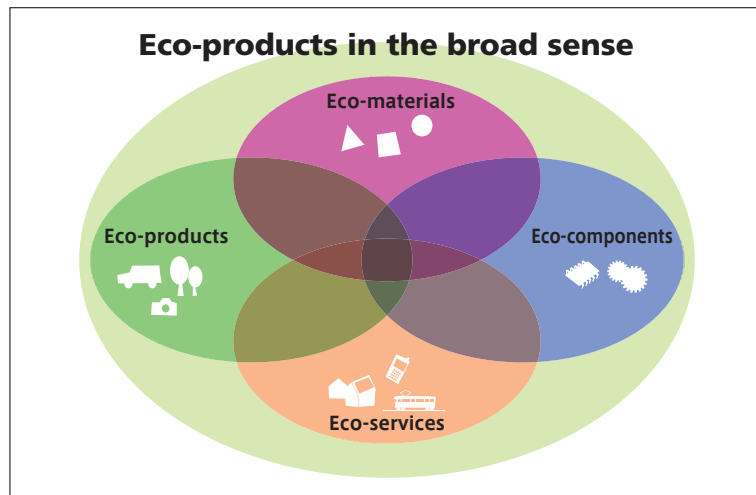 Eco-products in the broad sense
Eco-materials
Eco-products
Eco-components
Eco-services